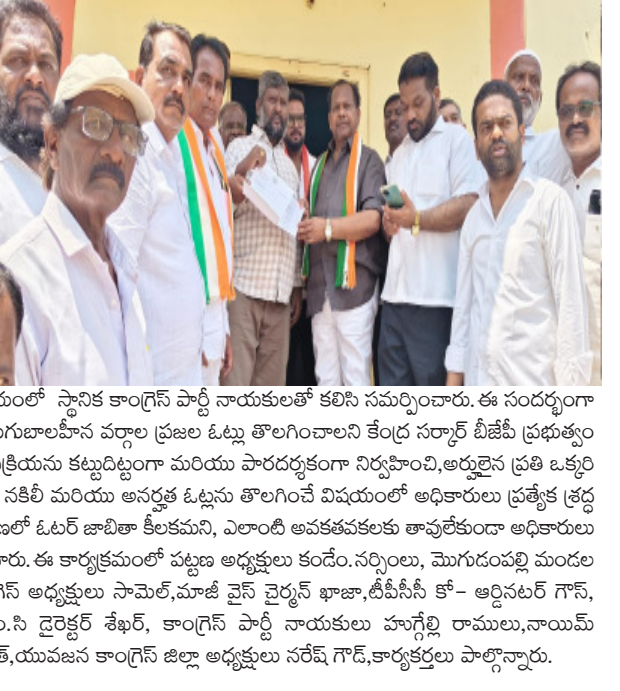 యంలో స్థానిక కాంగ్రెస్ పార్టీ నాయకులతో కలిసి సమర్పించారు.ఈ సందర్భంగా
గుబాలహీన వర్గాల ప్రజల ఓట్లు తొలగించాలని కేంద్ర సర్కార్ బీజేపీ ప్రభుత్వం
క్రియను కట్టుదిట్టంగా మరియు పారదర్శకంగా నిర్వహించి,అర్హులైన ప్రతి ఒక్కరి
నకిలీ మరియు అనర్హత ఓట్లను తొలగించే విషయంలో అధికారులు ప్రత్యేక శ్రద్ధ
ణలో ఓటర్ జాబితా కీలకమని, ఎలాంటి అవకతవకలకు తావులేకుండా అధికారులు
రు.ఈ కార్యక్రమంలో పట్టణ అధ్యక్షులు కండేం.నర్సింలు, మొగుడంపల్లి మండల
స్ అధ్యక్షులు సామెల్,మాజీ వైస్ చైర్మన్ ఖాజా,టీపీసీసీ కో– ఆర్డినటర్ గౌస్,
.సి డైరెక్టర్ శేఖర్, కాంగ్రెస్ పార్టీ నాయకులు హుగ్గేల్లి రాములు,నాయిమ్
త్,యువజన కాంగ్రెస్ జిల్లా అధ్యక్షులు నరేష్ గౌడ్,కార్యకర్తలు పాల్గొన్నారు.